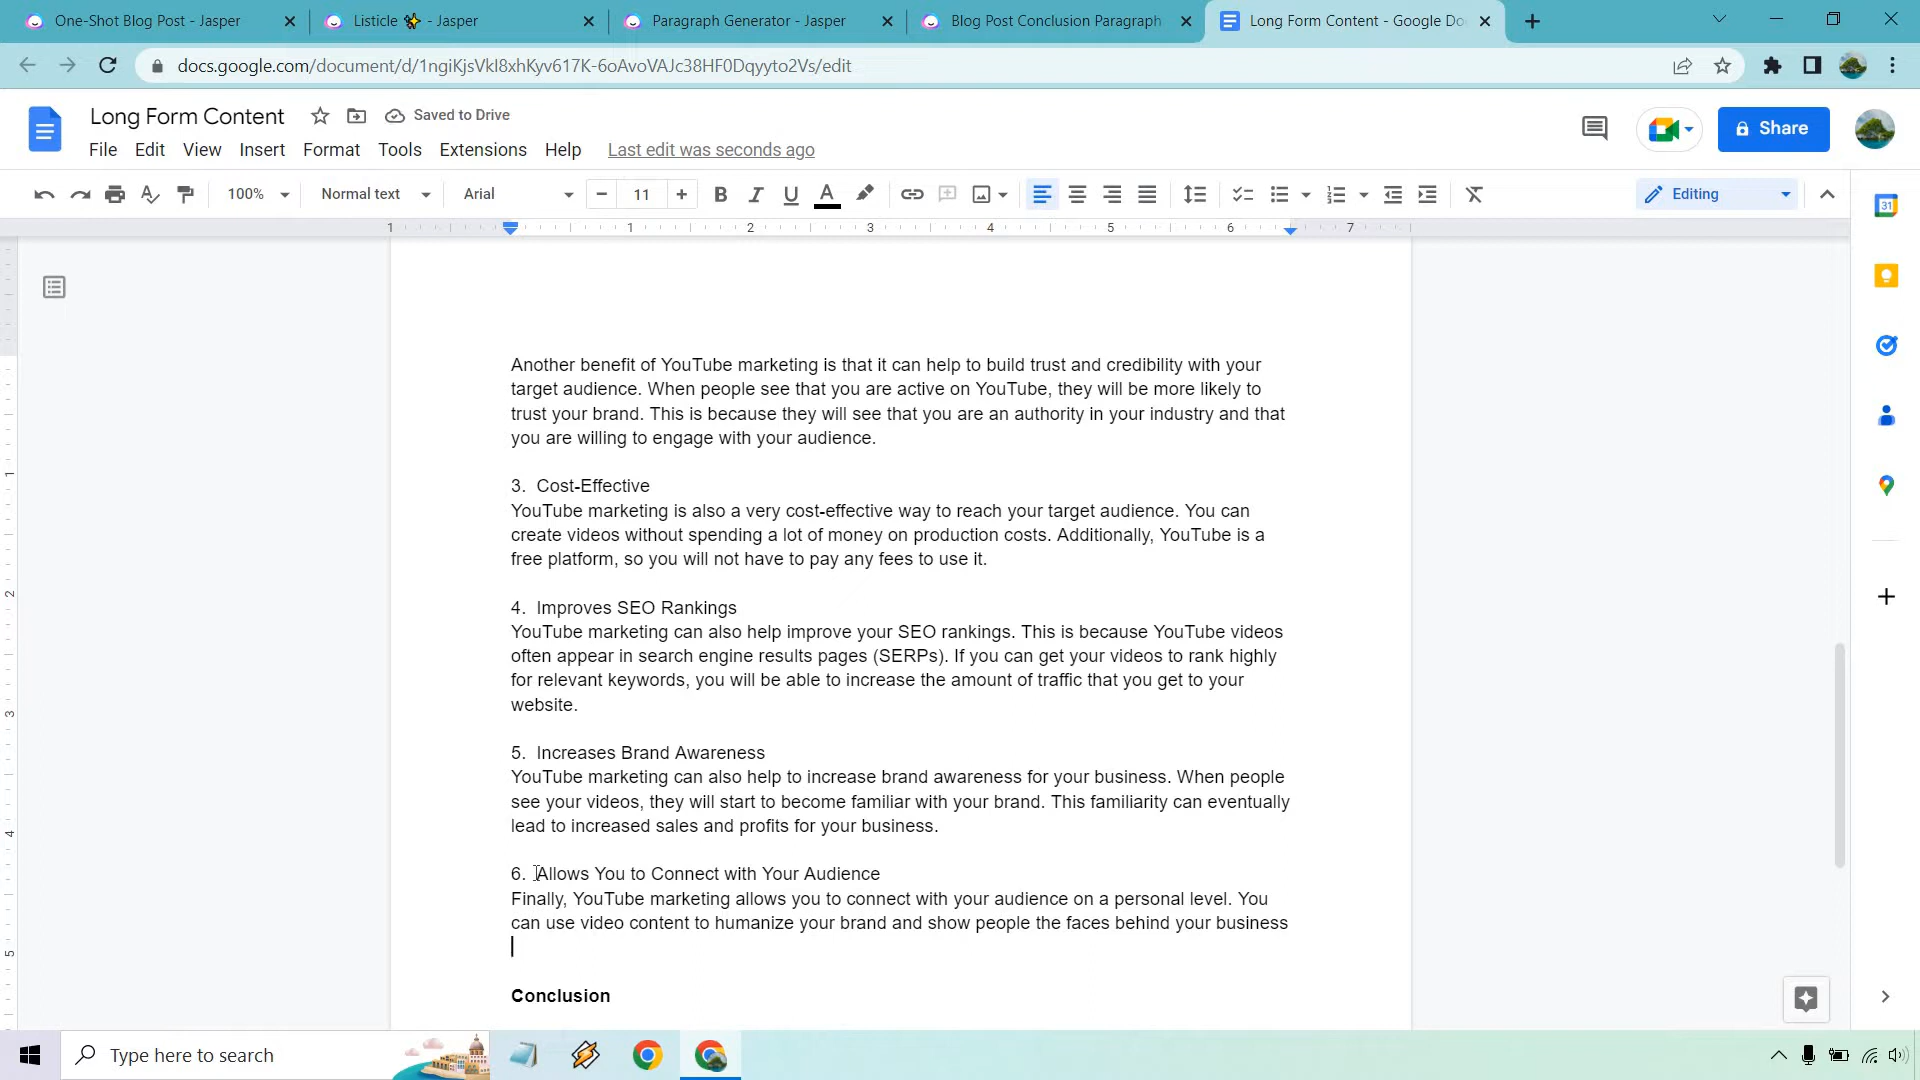 One-Shot Blog Post - Jasper
Listicle ✨ - Jasper
Paragraph Generator - Jasper
Blog Post Conclusion Paragraph
Long Form Content - Google Do
docs.google.com/document/d/1ngiKjsVkI8xhKyv617K-6oAvoVAJc38HF0Dqyyto2Vs/edit
Long Form Content
Saved to Drive
Share
File Edit View Insert Format Tools Extensions Help Last edit was seconds ago
100% Normal text Arial 11 B I U A Editing
31
1 1 2 3 4 5 6 7
Another benefit of YouTube marketing is that it can help to build trust and credibility with your
target audience. When people see that you are active on YouTube, they will be more likely to
trust your brand. This is because they will see that you are an authority in your industry and that
you are willing to engage with your audience.
3. Cost-Effective
YouTube marketing is also a very cost-effective way to reach your target audience. You can
create videos without spending a lot of money on production costs. Additionally, YouTube is a
free platform, so you will not have to pay any fees to use it.
4. Improves SEO Rankings
YouTube marketing can also help improve your SEO rankings. This is because YouTube videos
often appear in search engine results pages (SERPs). If you can get your videos to rank highly
for relevant keywords, you will be able to increase the amount of traffic that you get to your
website.
5. Increases Brand Awareness
YouTube marketing can also help to increase brand awareness for your business. When people
see your videos, they will start to become familiar with your brand. This familiarity can eventually
lead to increased sales and profits for your business.
6. Allows You to Connect with Your Audience
Finally, YouTube marketing allows you to connect with your audience on a personal level. You
can use video content to humanize your brand and show people the faces behind your business
Conclusion
1
2
3
4
5
Type here to search